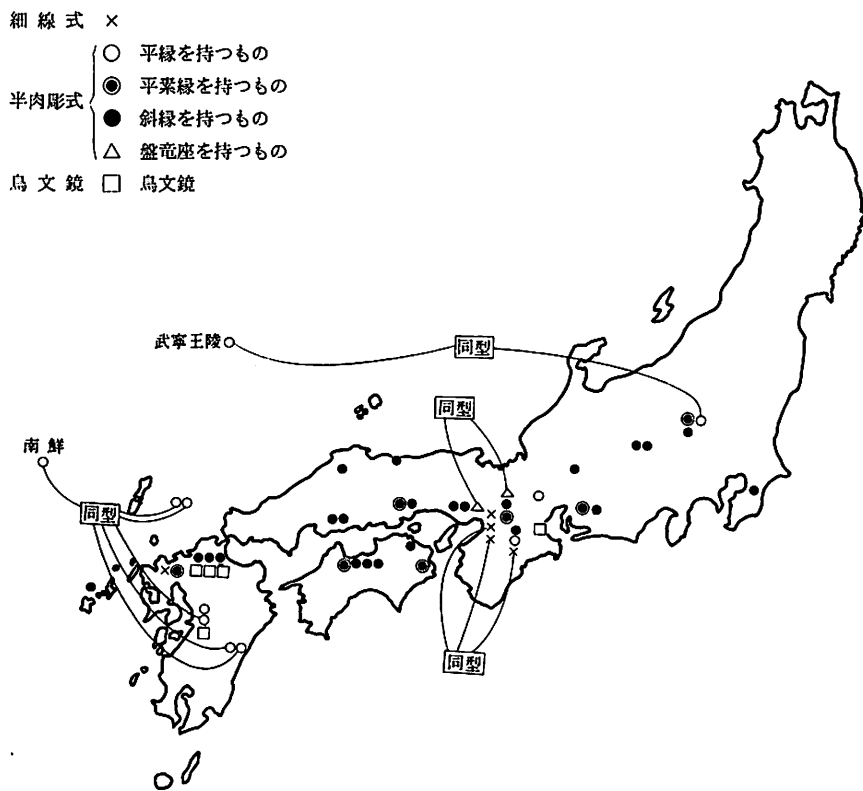 細線式 ×
半肉彫式
○ 平縁を持つもの
◉ 平素縁を持つもの
● 斜縁を持つもの
△ 盤竜座を持つもの
鳥文鏡 □ 鳥文鏡
武寧王陵
同型
同型
南鮮
同型
同型